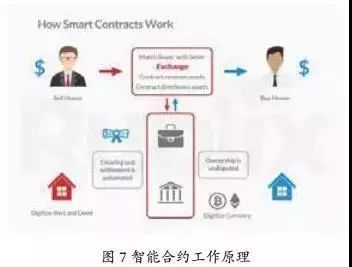 How Smart Contracts Work
Match Buyer with Seller
Exchange
Contract receives assets
Contract distributes assets
Sell House
Buy House
Clearing and
settlement is
automated
Ownership is
undisputed
Digitize the Land Deed
Digitize Currency
图 7 智能合约工作原理